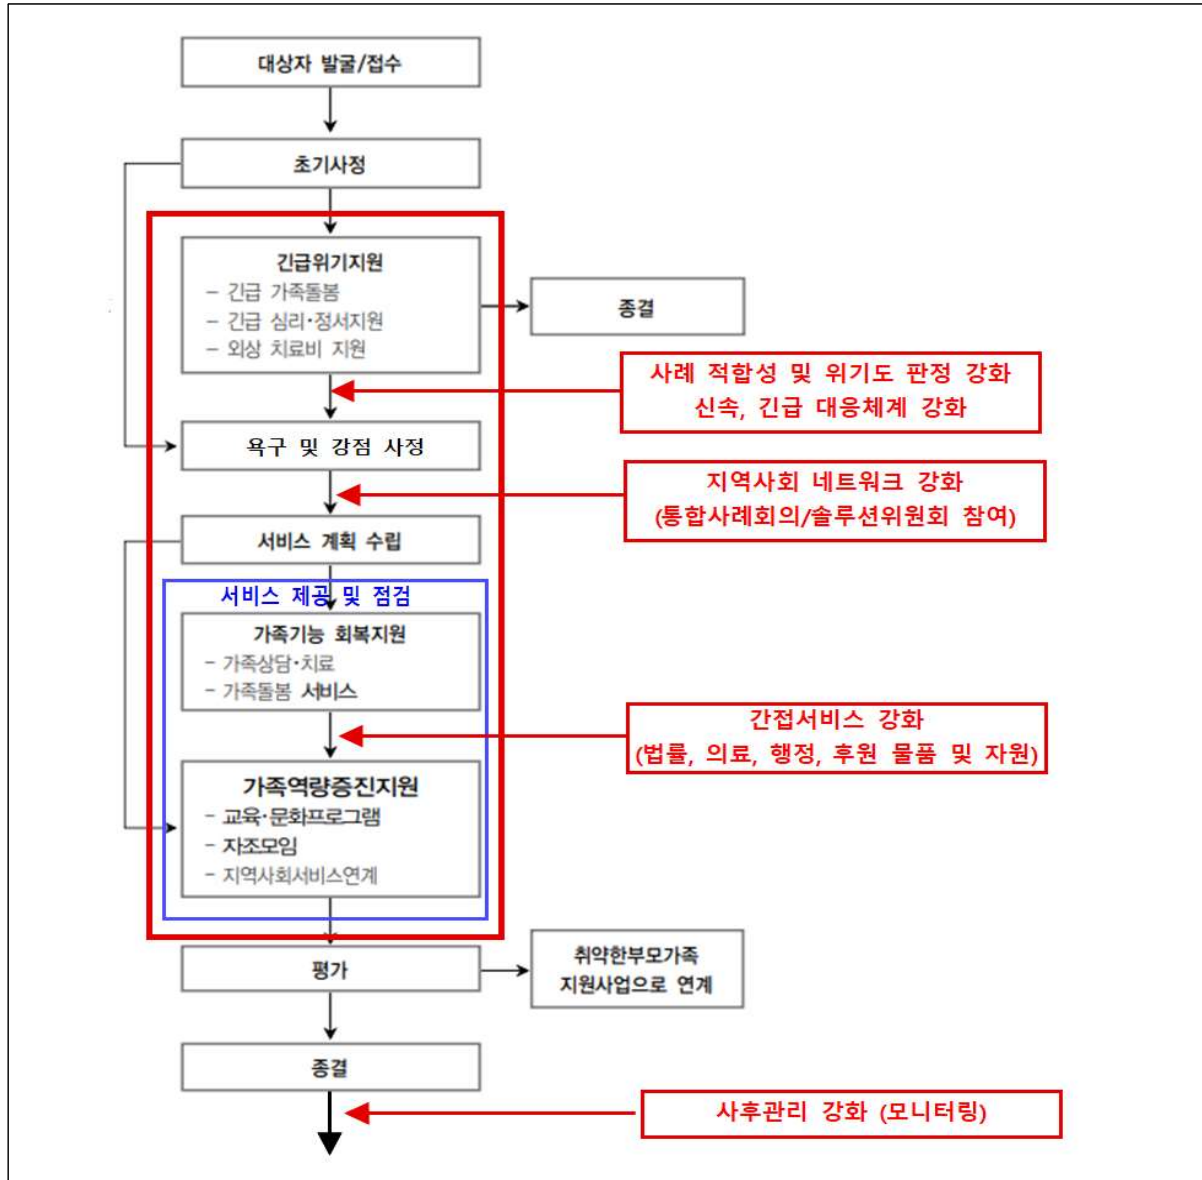 대상자 발굴/접수
초기사정
긴급위기지원
- 긴급 가족돌봄
- 긴급 심리·정서지원
- 외상 치료비 지원
종결
사례 적합성 및 위기도 판정 강화
신속, 긴급 대응체계 강화
욕구 및 강점 사정
지역사회 네트워크 강화
(통합사례회의/솔루션위원회 참여)
서비스 계획 수립
서비스 제공 및 점검
가족기능 회복지원
- 가족상담·치료
- 가족돌봄 서비스
간접서비스 강화
(법률, 의료, 행정, 후원 물품 및 자원)
가족역량증진지원
- 교육·문화프로그램
- 자조모임
- 지역사회서비스연계
평가
취약한부모가족
지원사업으로 연계
종결
사후관리 강화 (모니터링)